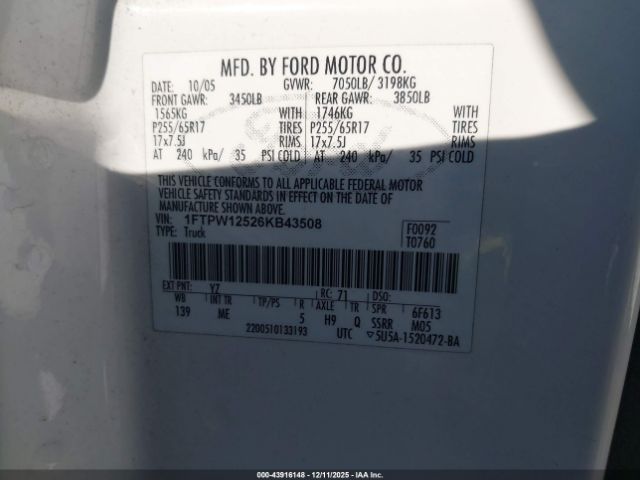 MFD. BY FORD MOTOR CO.
DATE: 10/05 GVWR: 7050LB/ 3198KG
FRONT GAWR: 3450LB REAR GAWR: 3850LB
1565KG WITH 1746KG WITH
P255/65R17 TIRES P255/65R17 TIRES
17x7.5J RIMS 17x7.5J RIMS
AT 240 kPa/ 35 PSI COLD AT 240 kPa/ 35 PSI COLD
THIS VEHICLE CONFORMS TO ALL APPLICABLE FEDERAL MOTOR
VEHICLE SAFETY STANDARDS IN EFFECT ON THE DATE OF
MANUFACTURE SHOWN ABOVE.
VIN: 1FTPW12526KB43508 F0092
TYPE: Truck T0760
EXT PNT: YZ RC: 71 DSO:
WB INT TR TP/PS R AXLE TR SPR 6F613
139 ME 5 H9 Q SSRR M05
2200510133193 UTC 5U5A-1520472-BA
000-43916148 - 12/11/2025 - IAAI.COM